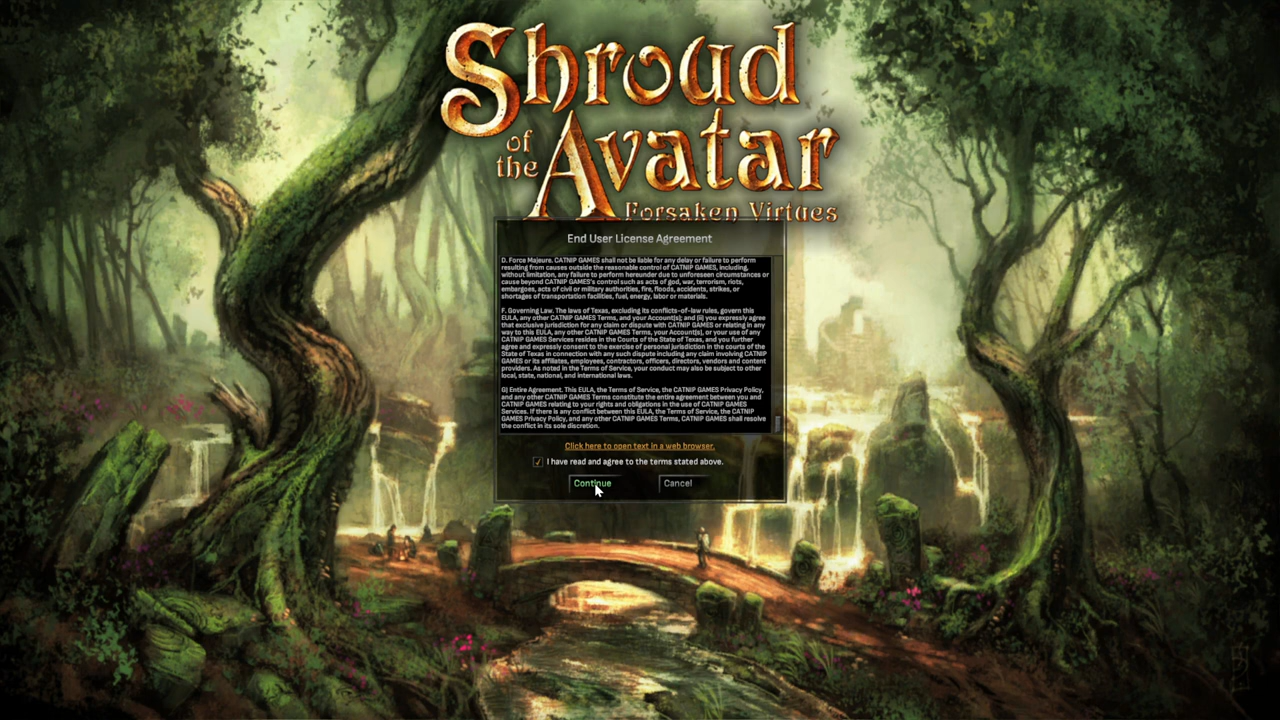 Shroud
of
the Avatar
Forsaken Virtues
End User License Agreement
D. Force Majeure. CATNIP GAMES shall not be liable for any delay or failure to perform
resulting from causes outside the reasonable control of CATNIP GAMES, including,
without limitation, any failure to perform hereunder due to unforeseen circumstances or
cause beyond CATNIP GAMES's control such as acts of god, war, terrorism, riots,
embargoes, acts of civil or military authorities, fire, floods, accidents, strikes, or
shortages of transportation facilities, fuel, energy, labor or materials.
F. Governing Law. The laws of Texas, excluding its conflicts-of-law rules, govern this
EULA, any other CATNIP GAMES Terms, and your Account(s); and (ii) you expressly agree
that exclusive jurisdiction for any claim or dispute with CATNIP GAMES or relating in any
way to this EULA, any other CATNIP GAMES Terms, your Account(s), or your use of any
CATNIP GAMES Services resides in the Courts of the State of Texas, and you further
agree and expressly consent to the exercise of personal jurisdiction in the courts of the
State of Texas in connection with any such dispute including any claim involving CATNIP
GAMES or its affiliates, employees, contractors, officers, directors, vendors and content
providers. As noted in the Terms of Service, your conduct may also be subject to other
local, state, national, and international laws.
G) Entire Agreement. This EULA, the Terms of Service, the CATNIP GAMES Privacy Policy,
and any other CATNIP GAMES Terms constitute the entire agreement between you and
CATNIP GAMES relating to your rights and obligations in the use of CATNIP GAMES
Services. If there is any conflict between this EULA, the Terms of Service, the CATNIP
GAMES Privacy Policy, and any other CATNIP GAMES Terms, CATNIP GAMES shall resolve
the conflict in its sole discretion.
Click here to open text in a web browser.
I have read and agree to the terms stated above.
Continue
Cancel